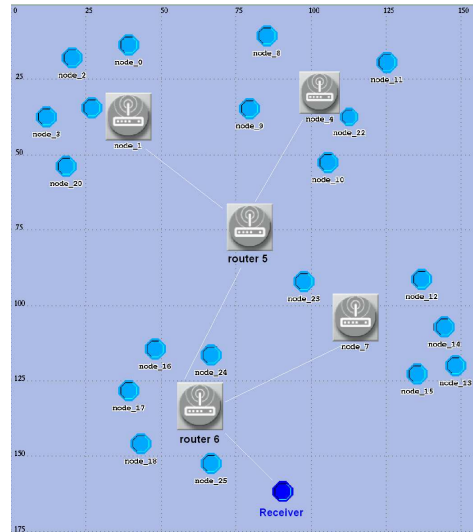 0 25 50 75 100 125 150
node_8
node_0
node_2
node_11
25
node_9
node_4
node_22
node_3
node_1
50
node_20
node_10
75
router 5
node_12
node_23
100
node_14
node_7
node_16
node_24
125
node_13
node_15
node_17
router 6
150
node_18
node_25
Receiver
175